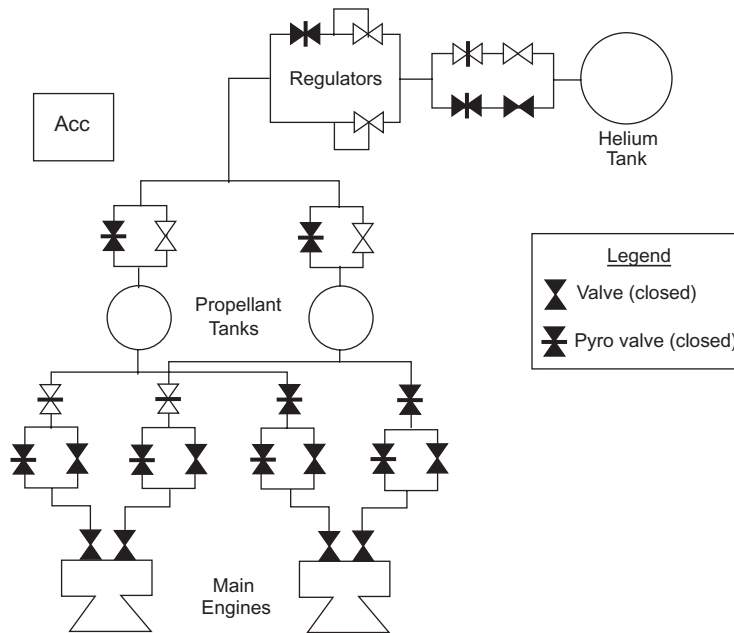 Regulators
Acc
Helium
Tank
Legend
Valve (closed)
Pyro valve (closed)
Propellant
Tanks
Main
Engines